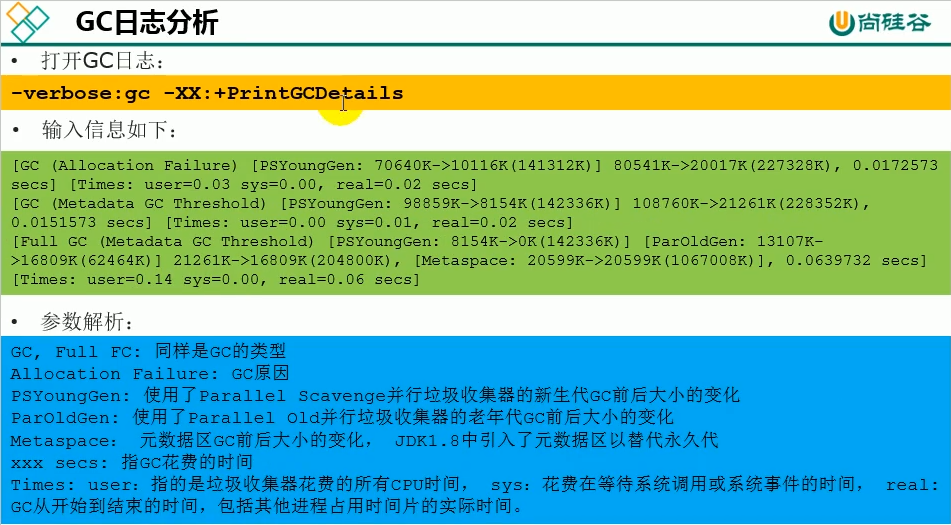 GC日志分析
尚硅谷
• 打开GC日志:
-verbose:gc -XX:+PrintGCDetails
• 输入信息如下:
[GC (Allocation Failure) [PSYoungGen: 70640K->10116K(141312K)] 80541K->20017K(227328K), 0.0172573
secs] [Times: user=0.03 sys=0.00, real=0.02 secs]
[GC (Metadata GC Threshold) [PSYoungGen: 98859K->8154K(142336K)] 108760K->21261K(228352K),
0.0151573 secs] [Times: user=0.00 sys=0.01, real=0.02 secs]
[Full GC (Metadata GC Threshold) [PSYoungGen: 8154K->0K(142336K)] [ParOldGen: 13107K-
>16809K(62464K)] 21261K->16809K(204800K), [Metaspace: 20599K->20599K(1067008K)], 0.0639732 secs]
[Times: user=0.14 sys=0.00, real=0.06 secs]
• 参数解析:
GC, Full FC: 同样是GC的类型
Allocation Failure: GC原因
PSYoungGen: 使用了Parallel Scavenge并行垃圾收集器的新生代GC前后大小的变化
ParOldGen: 使用了Parallel Old并行垃圾收集器的老年代GC前后大小的变化
Metaspace: 元数据区GC前后大小的变化, JDK1.8中引入了元数据区以替代永久代
xxx secs: 指GC花费的时间
Times: user: 指的是垃圾收集器花费的所有CPU时间, sys: 花费在等待系统调用或系统事件的时间, real:
GC从开始到结束的时间,包括其他进程占用时间片的实际时间。